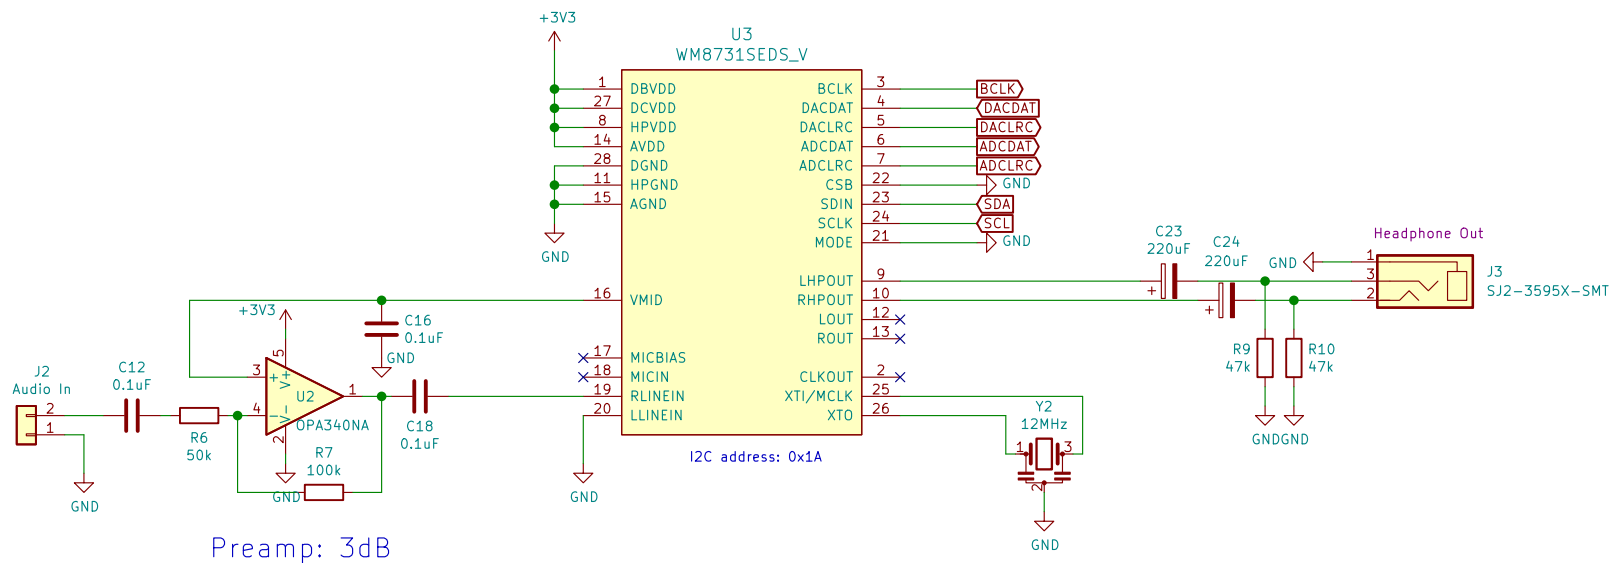 +3V3
U3
WM8731SEDS_V
1 DBVDD
27 DCVDD
8 HPVDD
14 AVDD
28 DGND
11 HPGND
15 AGND
GND
16 VMID
17 MICBIAS
18 MICIN
19 RLINEIN
20 LLINEIN
GND
BCLK 3 BCLK
DACDAT 4 DACDAT
DACLRC 5 DACLRC
ADCDAT 6 ADCDAT
ADCLRC 7 ADCLRC
CSB 22 GND
SDIN 23 SDA
SCLK 24 SCL
MODE 21 GND
LHPOUT 9
RHPOUT 10
LOUT 12
ROUT 13
CLKOUT 2
XTI/MCLK 25
XTO 26
I2C address: 0x1A
Y2
12MHz
1
3
2
GND
C23
220uF
+
C24
220uF
+
Headphone Out
GND
1
3
2
J3
SJ2-3595X-SMT
R9
47k
R10
47k
GND
GND
J2
Audio In
2
1
GND
C12
0.1uF
R6
50k
+3V3
5
3
+
V+
4
-
V-
2
1
U2
OPA340NA
GND
R7
100k
C16
0.1uF
GND
C18
0.1uF
Preamp: 3dB